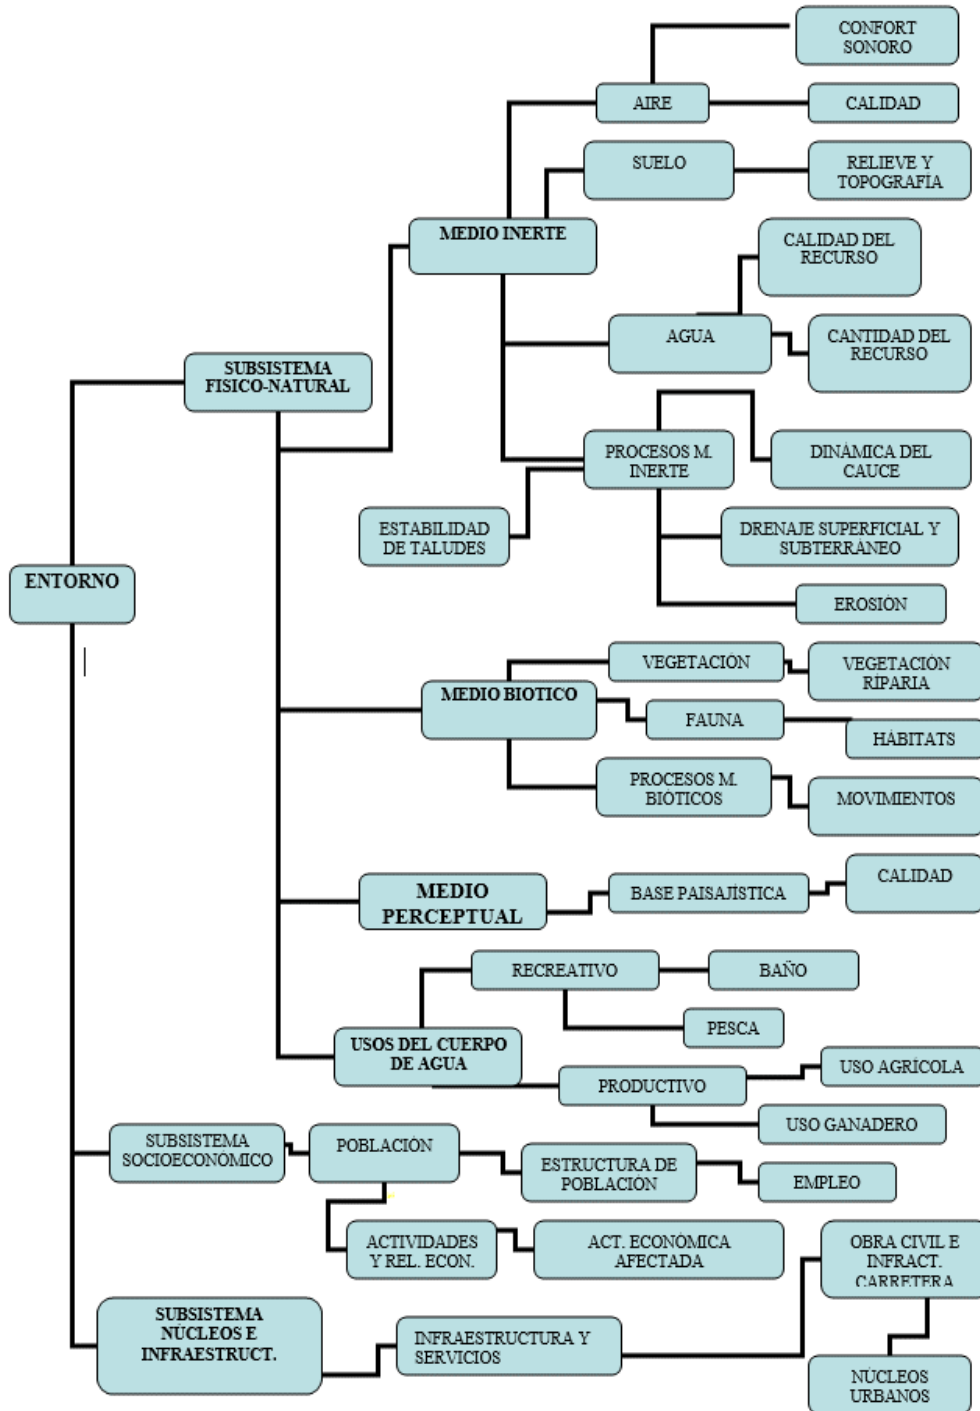 CONFORT
SONORO
AIRE
CALIDAD
SUELO
RELIEVE Y
TOPOGRAFÍA
MEDIO INERTE
CALIDAD DEL
RECURSO
AGUA
CANTIDAD DEL
RECURSO
SUBSISTEMA
FISICO-NATURAL
PROCESOS M.
INERTE
DINÁMICA DEL
CAUCE
ESTABILIDAD
DE TALUDES
DRENAJE SUPERFICIAL Y
SUBTERRÁNEO
EROSIÓN
ENTORNO
VEGETACIÓN
VEGETACIÓN
RÍPARIA
MEDIO BIÓTICO
FAUNA
HÁBITATS
PROCESOS M.
BIÓTICOS
MOVIMIENTOS
MEDIO
PERCEPTUAL
BASE PAISAJÍSTICA
CALIDAD
RECREATIVO
BAÑO
PESCA
USOS DEL CUERPO
DE AGUA
PRODUCTIVO
USO AGRÍCOLA
USO GANADERO
SUBSISTEMA
SOCIOECONÓMICO
POBLACIÓN
ESTRUCTURA DE
POBLACIÓN
EMPLEO
ACTIVIDADES
Y REL. ECON.
ACT. ECONÓMICA
AFECTADA
OBRA CIVIL E
INFRACT.
CARRETERA
SUBSISTEMA
NÚCLEOS E
INFRAESTRUCT.
INFRAESTRUCTURA Y
SERVICIOS
NÚCLEOS
URBANOS